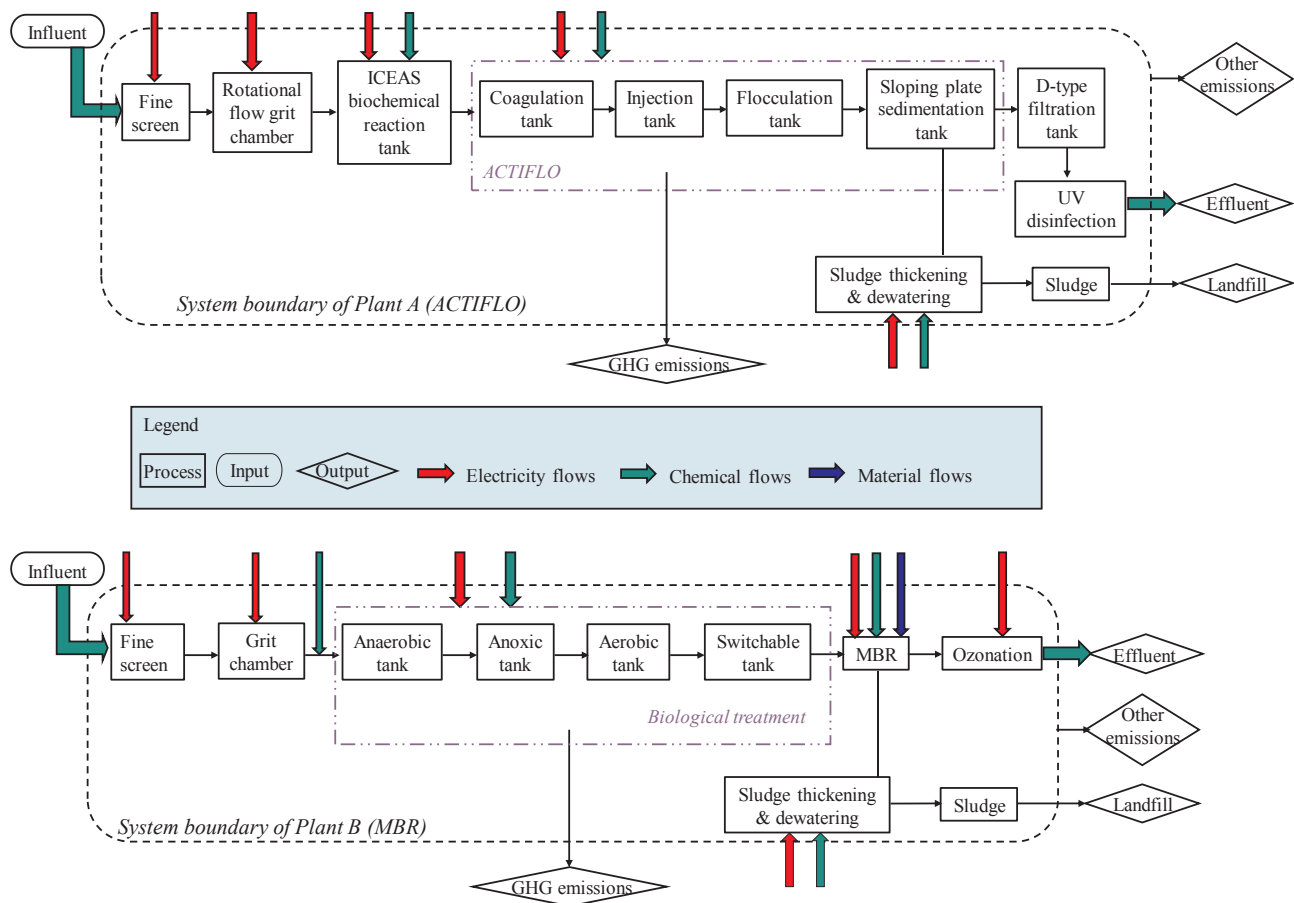 Influent
Fine
screen
Rotational
flow grit
chamber
ICEAS
biochemical
reaction
tank
Coagulation
tank
Injection
tank
Flocculation
tank
Sloping plate
sedimentation
tank
D-type
filtration
tank
Other
emissions
ACTIFLO
UV
disinfection
Effluent
Sludge thickening
& dewatering
Sludge
Landfill
System boundary of Plant A (ACTIFLO)
GHG emissions
Legend
Process
Input
Output
Electricity flows
Chemical flows
Material flows
Influent
Fine
screen
Grit
chamber
Anaerobic
tank
Anoxic
tank
Aerobic
tank
Switchable
tank
MBR
Ozonation
Effluent
Biological treatment
Other
emissions
Sludge thickening
& dewatering
Sludge
Landfill
System boundary of Plant B (MBR)
GHG emissions